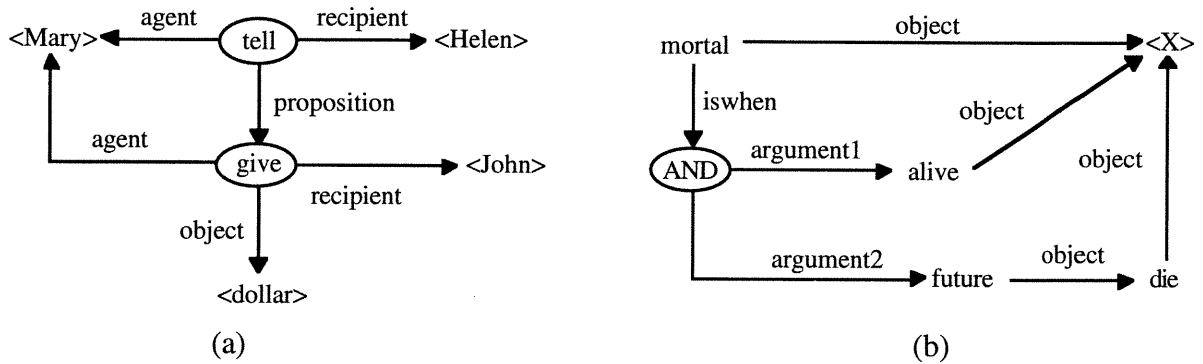 agent recipient
<Mary> tell <Helen>
proposition
agent
give <John>
recipient
object
<dollar>
(a)
object
mortal <X>
iswhen
object
argument1
AND alive
object
argument2 object
future die
(b)